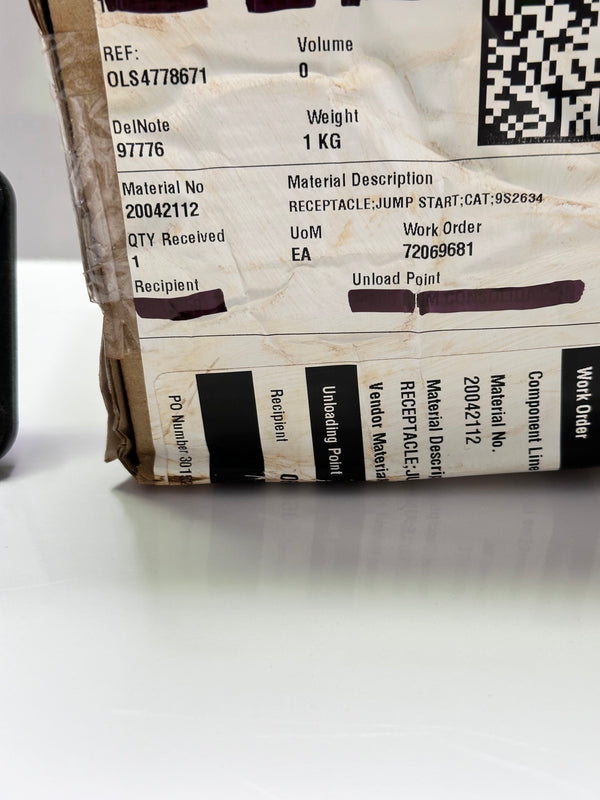 REF: Volume
OLS4778671 0
DelNote Weight
97776 1 KG
Material No Material Description
20042112 RECEPTACLE;JUMP START;CAT;9S2634
QTY Received UoM Work Order
1 EA 72069681
Recipient Unload Point
Work Order
Component Line
Material No.
20042112
Material Descri
RECEPTACLE;JU
Vendor Materia
Unloading Point
Recipient
PO Number 301